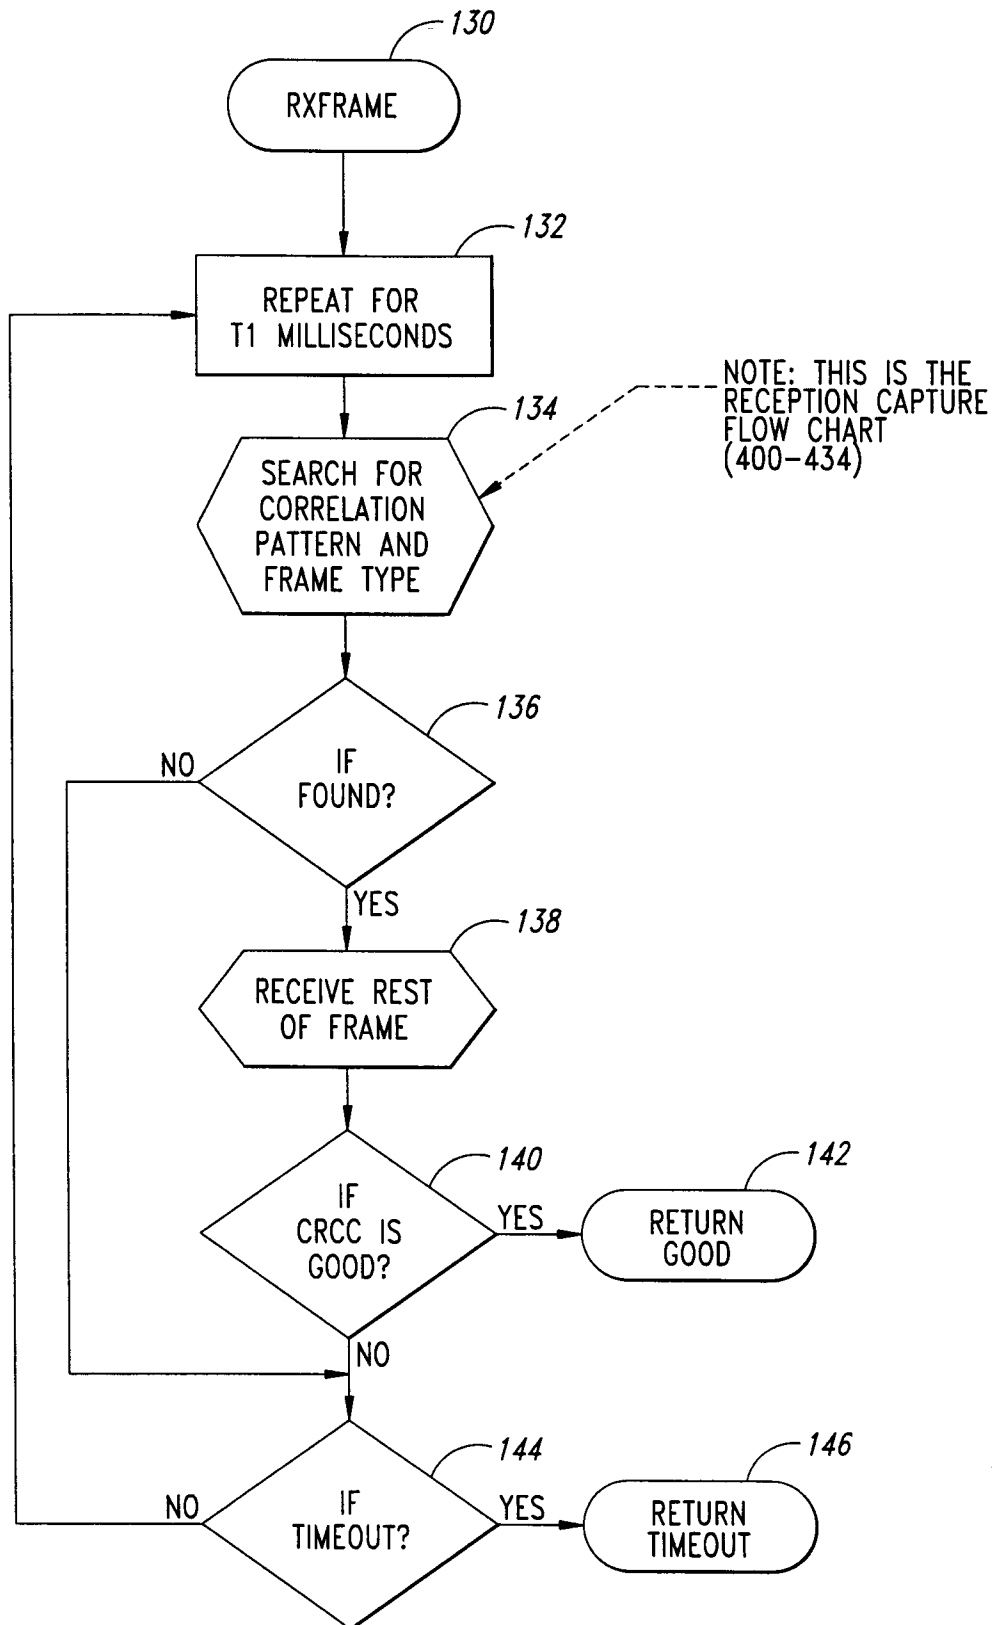 130
RXFRAME
132
REPEAT FOR
T1 MILLISECONDS
134
NOTE: THIS IS THE
RECEPTION CAPTURE
FLOW CHART
(400-434)
SEARCH FOR
CORRELATION
PATTERN AND
FRAME TYPE
136
NO
IF
FOUND?
YES
138
RECEIVE REST
OF FRAME
140
142
IF
CRCC IS
GOOD?
YES
RETURN
GOOD
NO
144
146
NO
IF
TIMEOUT?
YES
RETURN
TIMEOUT